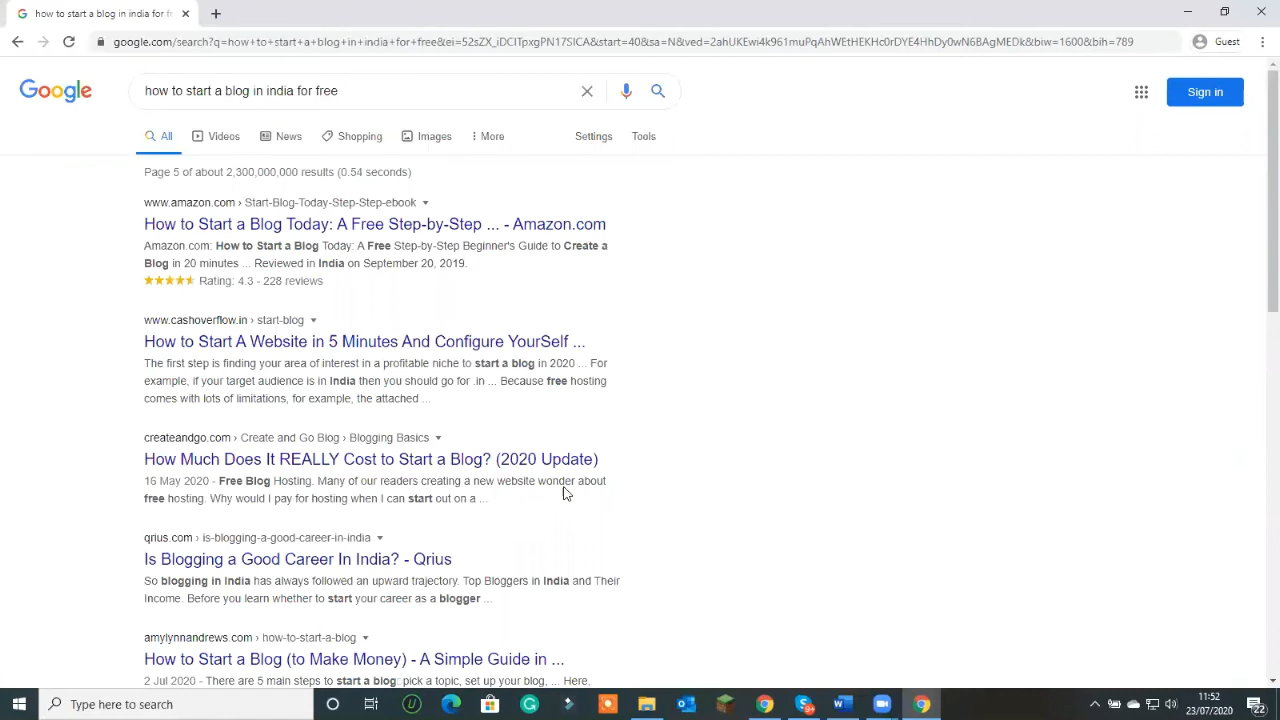 how to start a blog in india for fr
google.com/search?q=how+to+start+a+blog+in+india+for+free&ei=52sZX_iDCITpxgPN17SICA&start=40&sa=N&ved=2ahUKEwi4k961muPqAhWEtHEKHc0rDYE4HhDy0wN6BAgMEDk&biw=1600&bih=789
Guest
Google
how to start a blog in india for free
Sign in
All
Videos
News
Shopping
Images
More
Settings
Tools
Page 5 of about 2,300,000,000 results (0.54 seconds)
www.amazon.com › Start-Blog-Today-Step-Step-ebook
How to Start a Blog Today: A Free Step-by-Step ... - Amazon.com
Amazon.com: How to Start a Blog Today: A Free Step-by-Step Beginner's Guide to Create a
Blog in 20 minutes ... Reviewed in India on September 20, 2019.
Rating: 4.3 - 228 reviews
www.cashoverflow.in › start-blog
How to Start A Website in 5 Minutes And Configure YourSelf ...
The first step is finding your area of interest in a profitable niche to start a blog in 2020 ... For
example, if your target audience is in India then you should go for .in ... Because free hosting
comes with lots of limitations, for example, the attached ...
createandgo.com › Create and Go Blog › Blogging Basics
How Much Does It REALLY Cost to Start a Blog? (2020 Update)
16 May 2020 - Free Blog Hosting. Many of our readers creating a new website wonder about
free hosting. Why would I pay for hosting when I can start out on a ...
qrius.com › is-blogging-a-good-career-in-india
Is Blogging a Good Career In India? - Qrius
So blogging in India has always followed an upward trajectory. Top Bloggers in India and Their
Income. Before you learn whether to start your career as a blogger ...
amylynnandrews.com › how-to-start-a-blog
How to Start a Blog (to Make Money) - A Simple Guide in ...
2 Jul 2020 - There are 5 main steps to start a blog: pick a topic, set up your blog, ... Here,
Type here to search
11:52
23/07/2020
22